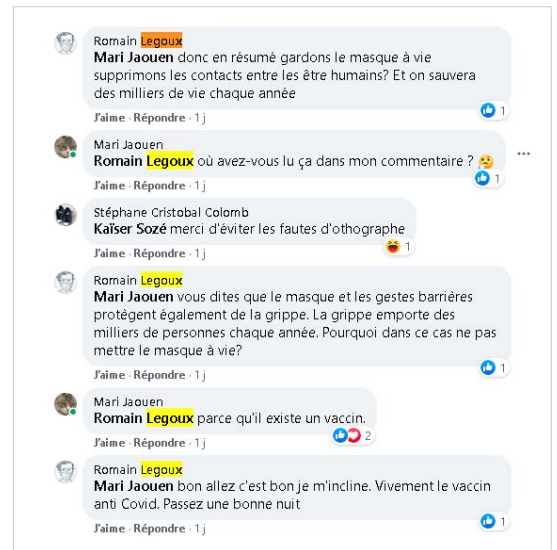 Romain Legoux
Mari Jaouen donc en résumé gardons le masque à vie
supprimons les contacts entre les être humains? Et on sauvera
des milliers de vie chaque année
1
J'aime · Répondre · 1 j
Mari Jaouen
Romain Legoux où avez-vous lu ça dans mon commentaire ? 🤔
1
J'aime · Répondre · 1 j
Stéphane Cristobal Colomb
Kaïser Sozé merci d'éviter les fautes d'othographe
1
J'aime · Répondre · 1 j
Romain Legoux
Mari Jaouen vous dites que le masque et les gestes barrières
protègent également de la grippe. La grippe emporte des
milliers de personnes chaque année. Pourquoi dans ce cas ne pas
mettre le masque à vie?
1
J'aime · Répondre · 1 j
Mari Jaouen
Romain Legoux parce qu'il existe un vaccin.
2
J'aime · Répondre · 1 j
Romain Legoux
Mari Jaouen bon allez c'est bon je m'incline. Vivement le vaccin
anti Covid. Passez une bonne nuit
1
J'aime · Répondre · 1 j